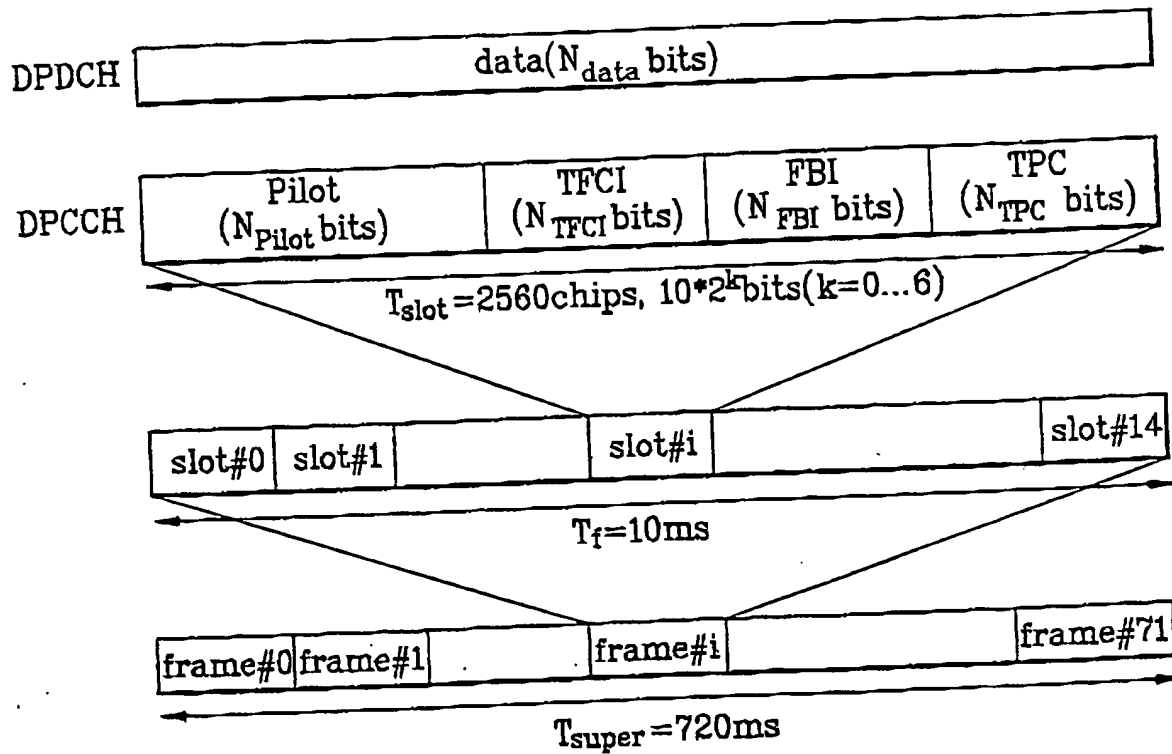 DPDCH data(N_data bits)
DPCCH
Pilot
(N_Pilot bits)
TFCI
(N_TFCI bits)
FBI
(N_FBI bits)
TPC
(N_TPC bits)
T_slot=2560chips, 10*2^k bits(k=0...6)
slot#0 slot#1 slot#i slot#14
T_f=10ms
frame#0 frame#1 frame#i frame#71
T_super=720ms